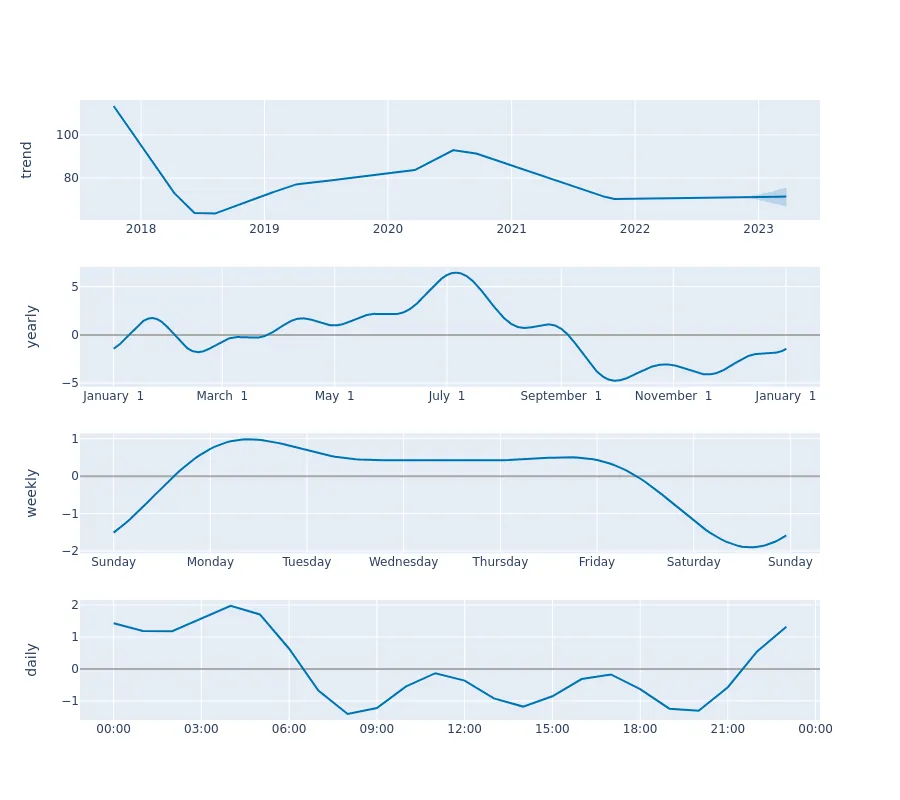 trend
100
80
2018 2019 2020 2021 2022 2023
yearly
5
0
−5
January 1 March 1 May 1 July 1 September 1 November 1 January 1
weekly
1
0
−1
−2
Sunday Monday Tuesday Wednesday Thursday Friday Saturday Sunday
daily
2
1
0
−1
00:00 03:00 06:00 09:00 12:00 15:00 18:00 21:00 00:00